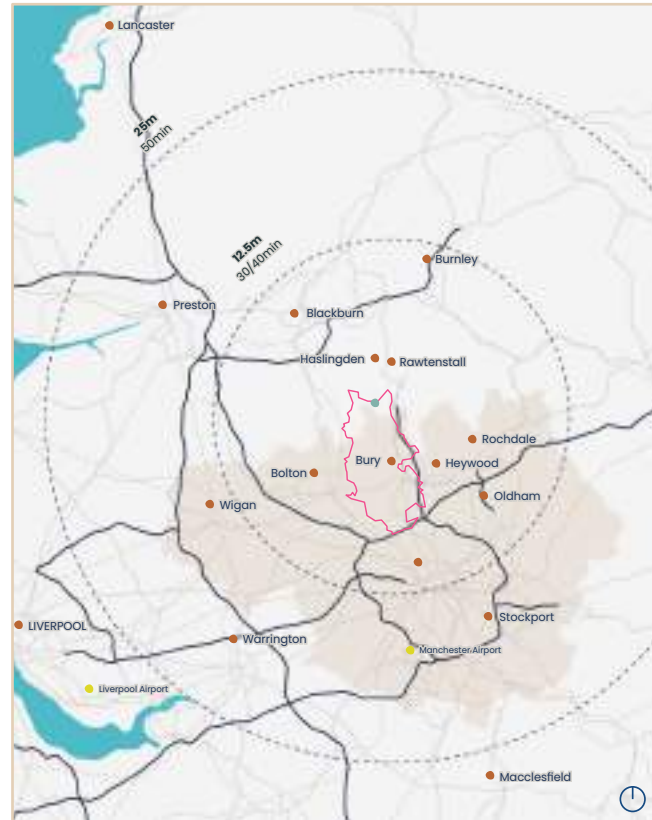 Lancaster
25m
50min
12.5m
30/40min
Burnley
Preston
Blackburn
Haslingden
Rawtenstall
Rochdale
Bury
Heywood
Bolton
Oldham
Wigan
Stockport
LIVERPOOL
Warrington
Manchester Airport
Liverpool Airport
Macclesfield